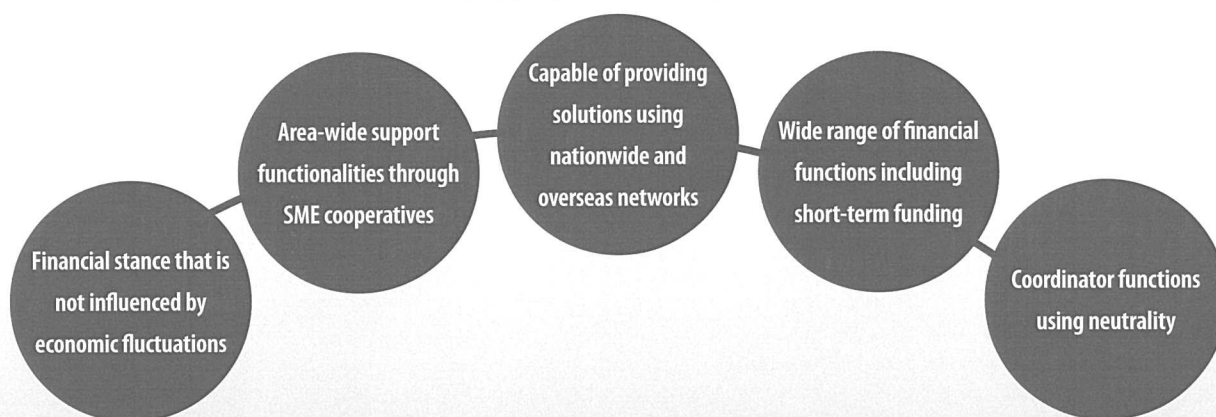 Financial stance that is
not influenced by
economic fluctuations
Area-wide support
functionalities through
SME cooperatives
Capable of providing
solutions using
nationwide and
overseas networks
Wide range of financial
functions including
short-term funding
Coordinator functions
using neutrality